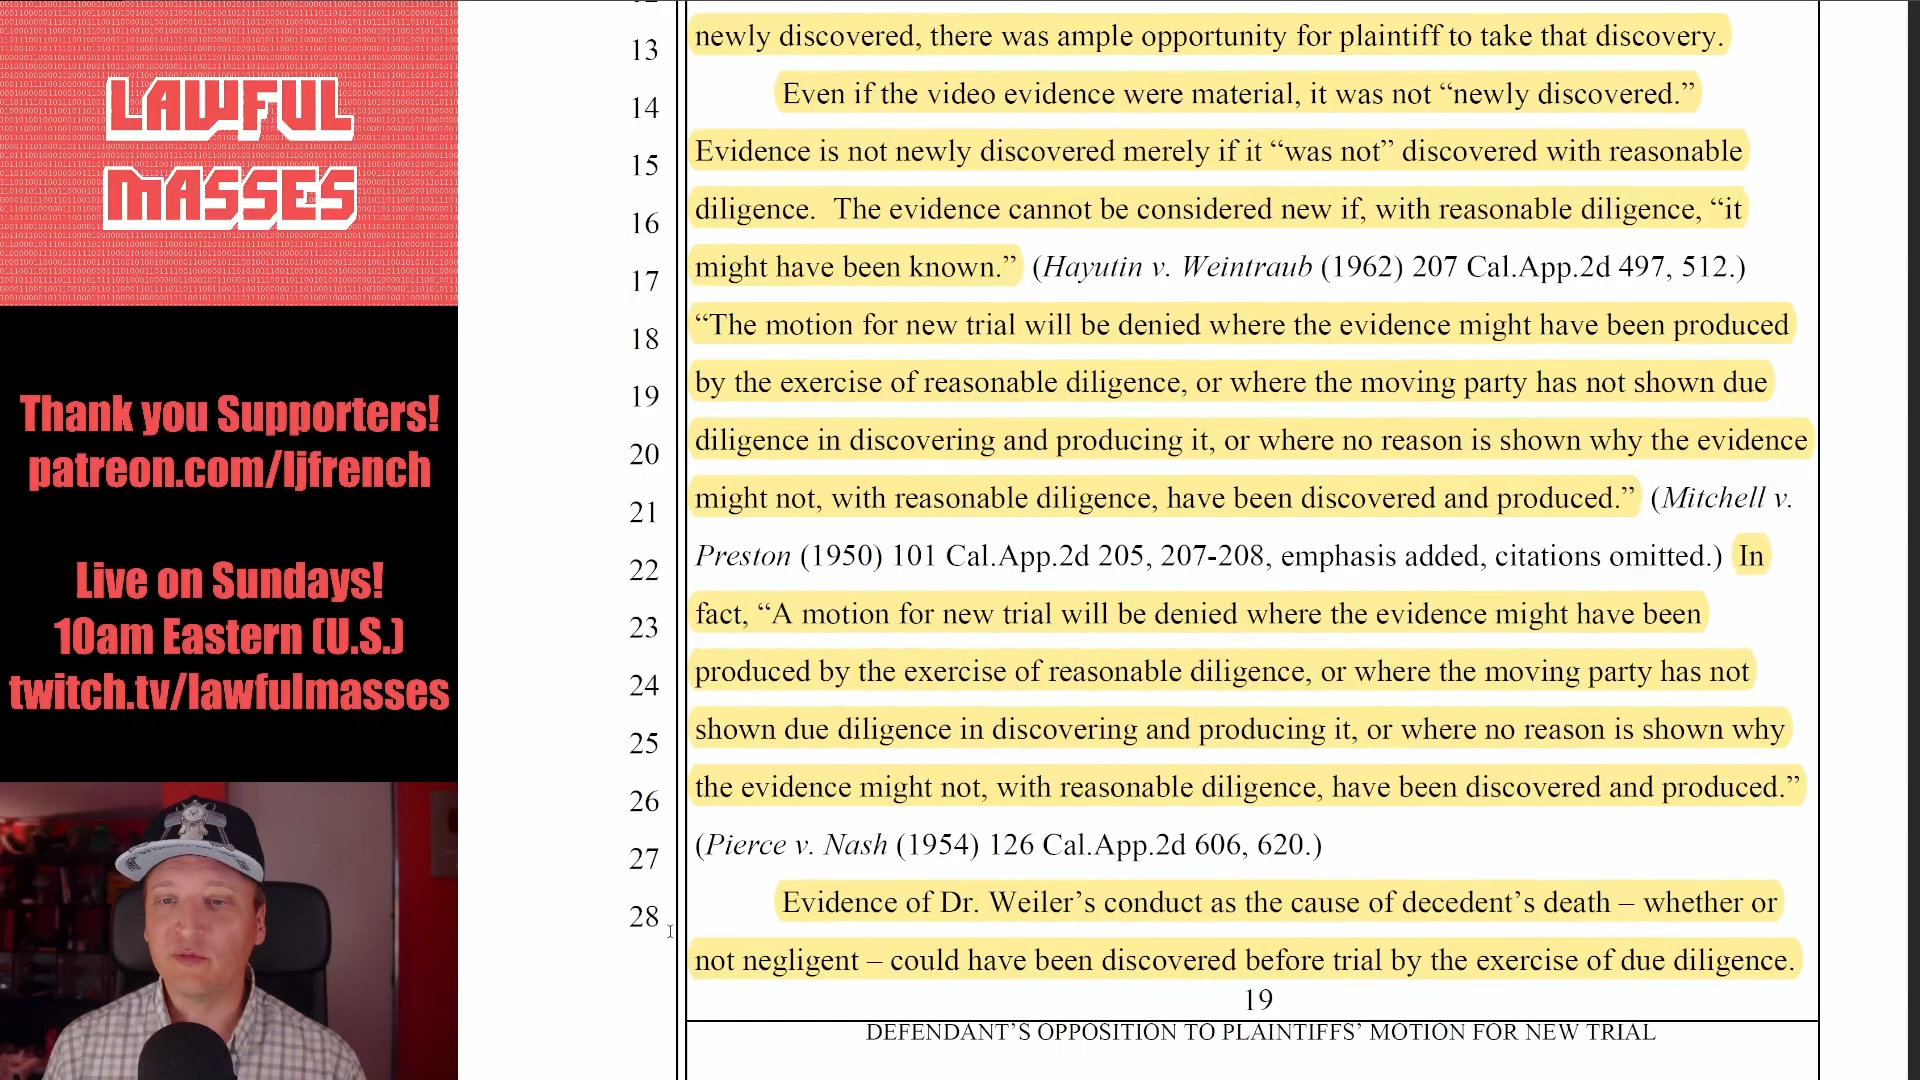 LAWFUL
MASSES
Thank you Supporters!
patreon.com/ljfrench
Live on Sundays!
10am Eastern (U.S.)
twitch.tv/lawfulmasses
13 newly discovered, there was ample opportunity for plaintiff to take that discovery.
14 Even if the video evidence were material, it was not “newly discovered.”
15 Evidence is not newly discovered merely if it “was not” discovered with reasonable
16 diligence. The evidence cannot be considered new if, with reasonable diligence, “it
17 might have been known.” (Hayutin v. Weintraub (1962) 207 Cal.App.2d 497, 512.)
18 “The motion for new trial will be denied where the evidence might have been produced
19 by the exercise of reasonable diligence, or where the moving party has not shown due
20 diligence in discovering and producing it, or where no reason is shown why the evidence
21 might not, with reasonable diligence, have been discovered and produced.” (Mitchell v.
22 Preston (1950) 101 Cal.App.2d 205, 207-208, emphasis added, citations omitted.) In
23 fact, “A motion for new trial will be denied where the evidence might have been
24 produced by the exercise of reasonable diligence, or where the moving party has not
25 shown due diligence in discovering and producing it, or where no reason is shown why
26 the evidence might not, with reasonable diligence, have been discovered and produced.”
27 (Pierce v. Nash (1954) 126 Cal.App.2d 606, 620.)
28 Evidence of Dr. Weiler’s conduct as the cause of decedent’s death – whether or
not negligent – could have been discovered before trial by the exercise of due diligence.
19
DEFENDANT’S OPPOSITION TO PLAINTIFFS’ MOTION FOR NEW TRIAL